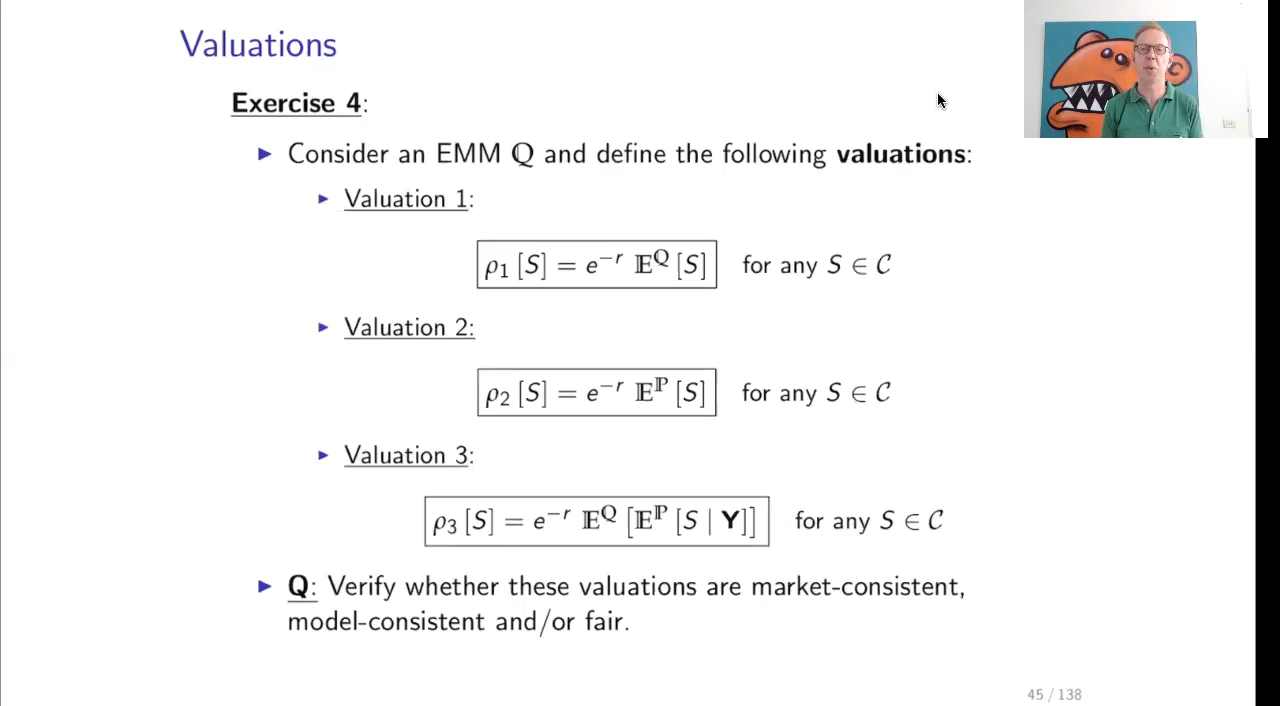 Valuations
Exercise 4:
► Consider an EMM ℚ and define the following valuations:
► Valuation 1:
ρ₁ [S] = e⁻ʳ 𝔼^ℚ [S] for any S ∈ 𝒞
► Valuation 2:
ρ₂ [S] = e⁻ʳ 𝔼^ℙ [S] for any S ∈ 𝒞
► Valuation 3:
ρ₃ [S] = e⁻ʳ 𝔼^ℚ [𝔼^ℙ [S | Y]] for any S ∈ 𝒞
► Q: Verify whether these valuations are market-consistent,
model-consistent and/or fair.
45 / 138